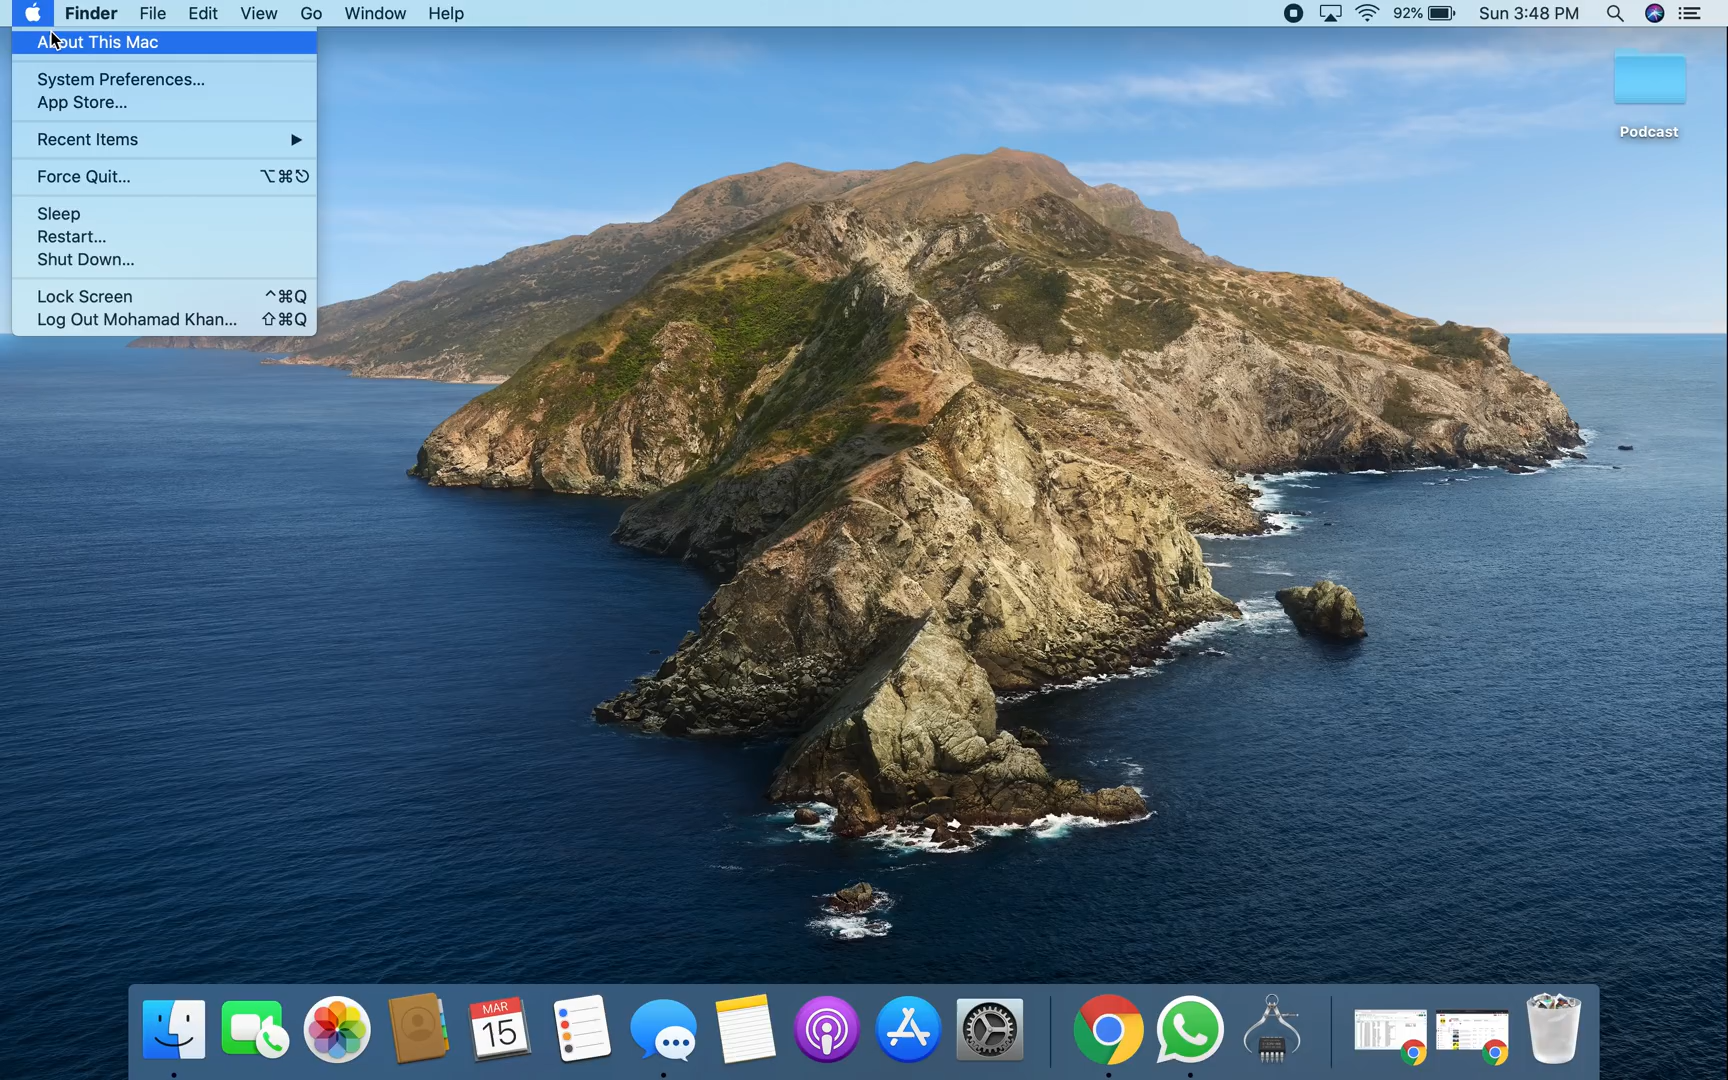 Finder File Edit View Go Window Help 92% Sun 3:48 PM
About This Mac
System Preferences...
App Store...
Recent Items
Force Quit... ⌥⌘⎋
Sleep
Restart...
Shut Down...
Lock Screen ^⌘Q
Log Out Mohamad Khan... ⇧⌘Q
Podcast
MAR
15